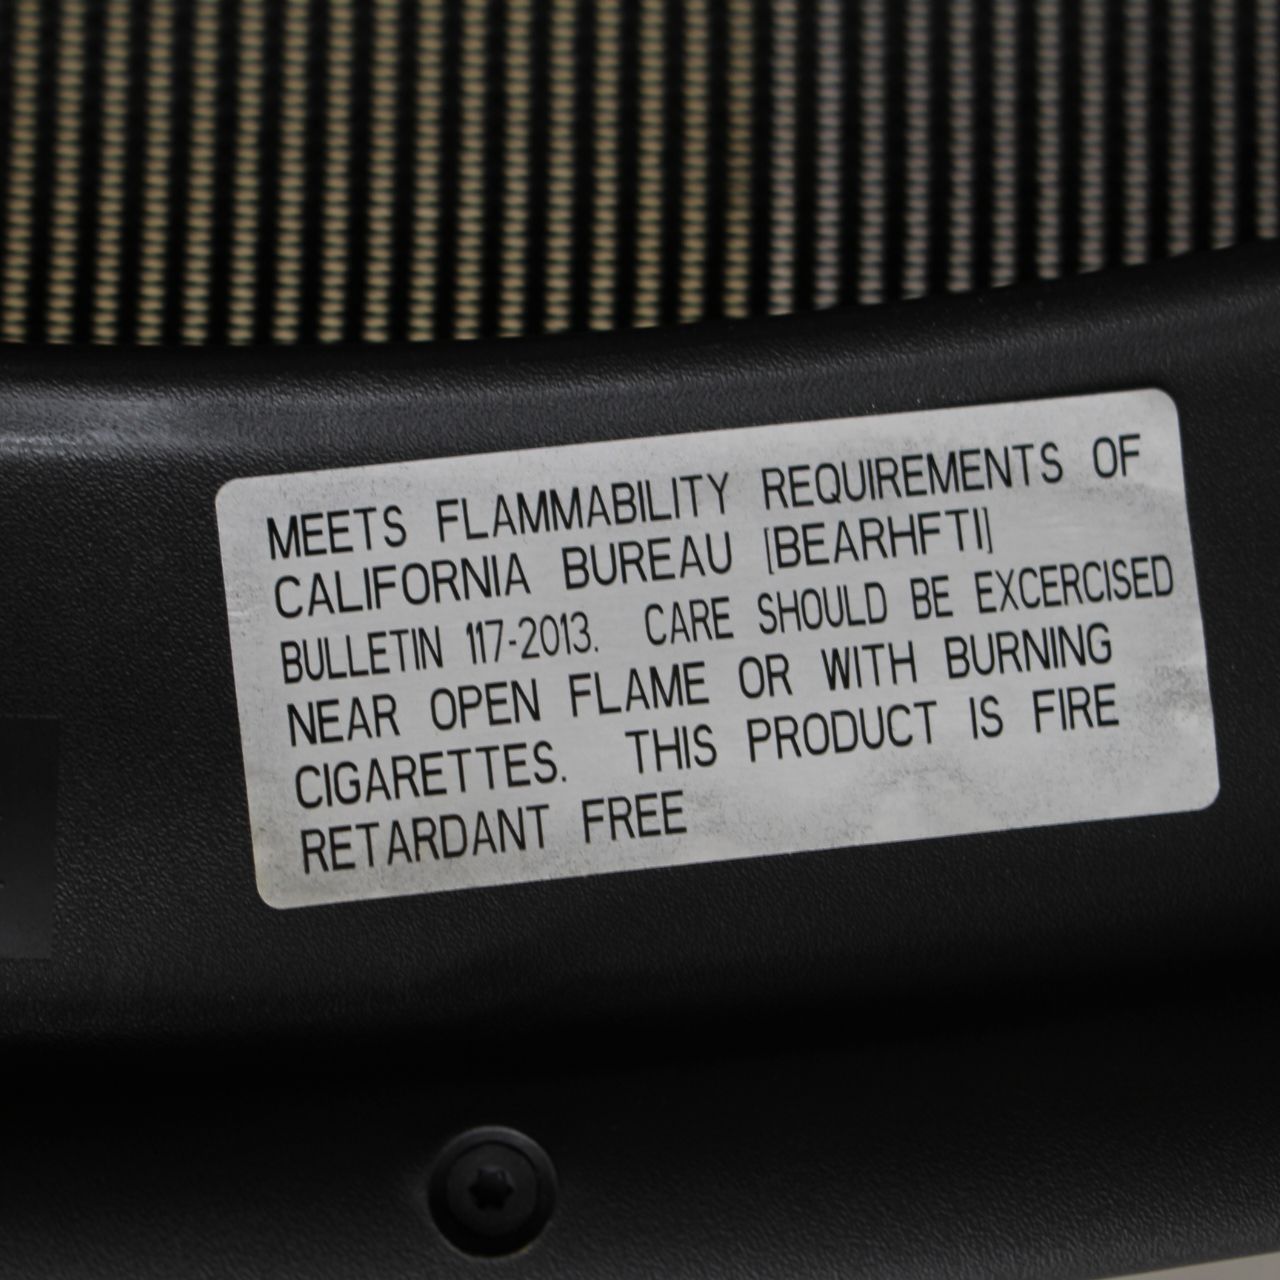 MEETS FLAMMABILITY REQUIREMENTS OF
CALIFORNIA BUREAU [BEARHFTI]
BULLETIN 117-2013. CARE SHOULD BE EXCERCISED
NEAR OPEN FLAME OR WITH BURNING
CIGARETTES. THIS PRODUCT IS FIRE
RETARDANT FREE